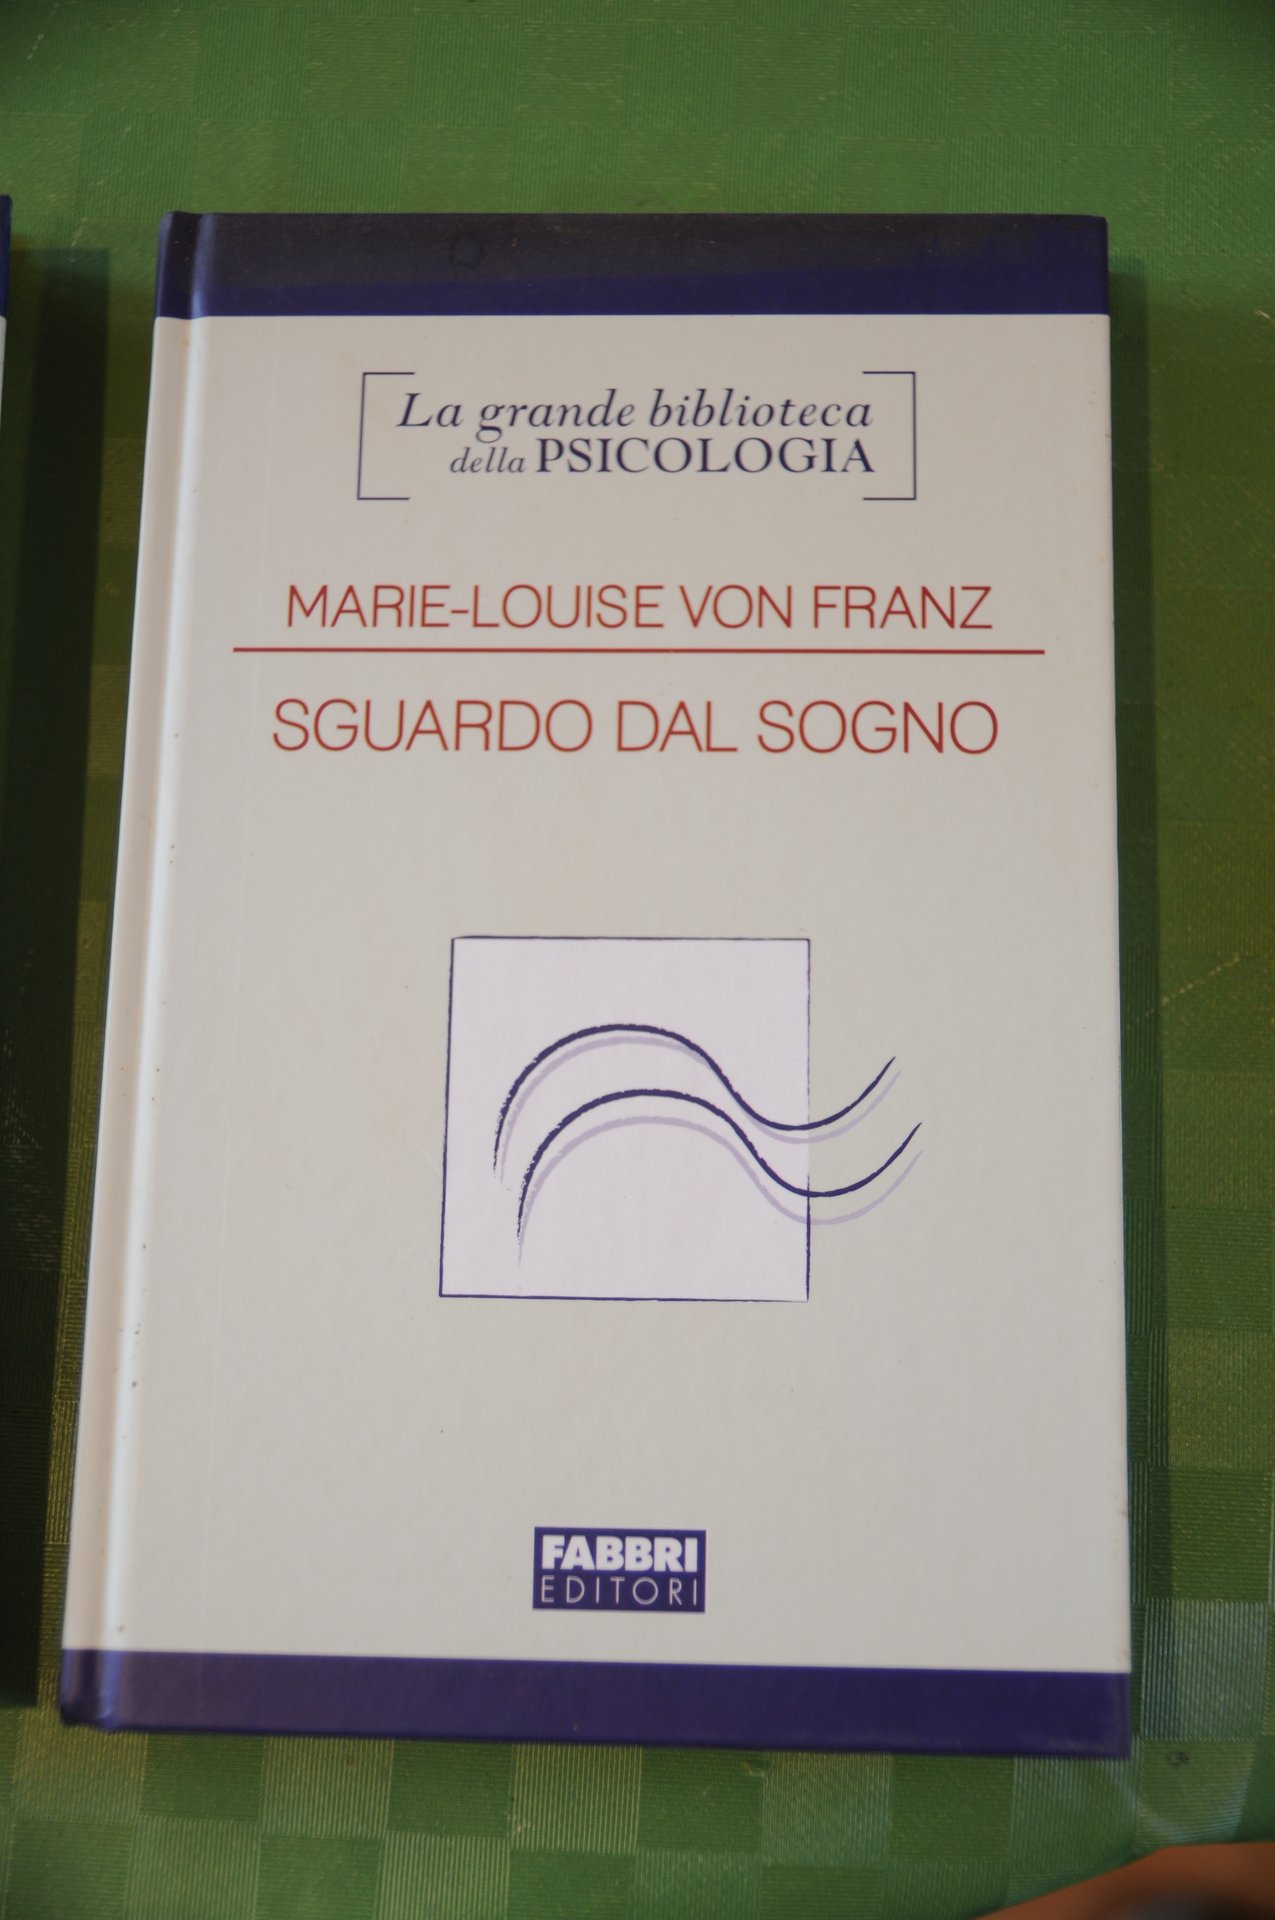 La grande biblioteca
della PSICOLOGIA
MARIE-LOUISE VON FRANZ
SGUARDO DAL SOGNO
FABBRI
EDITORI